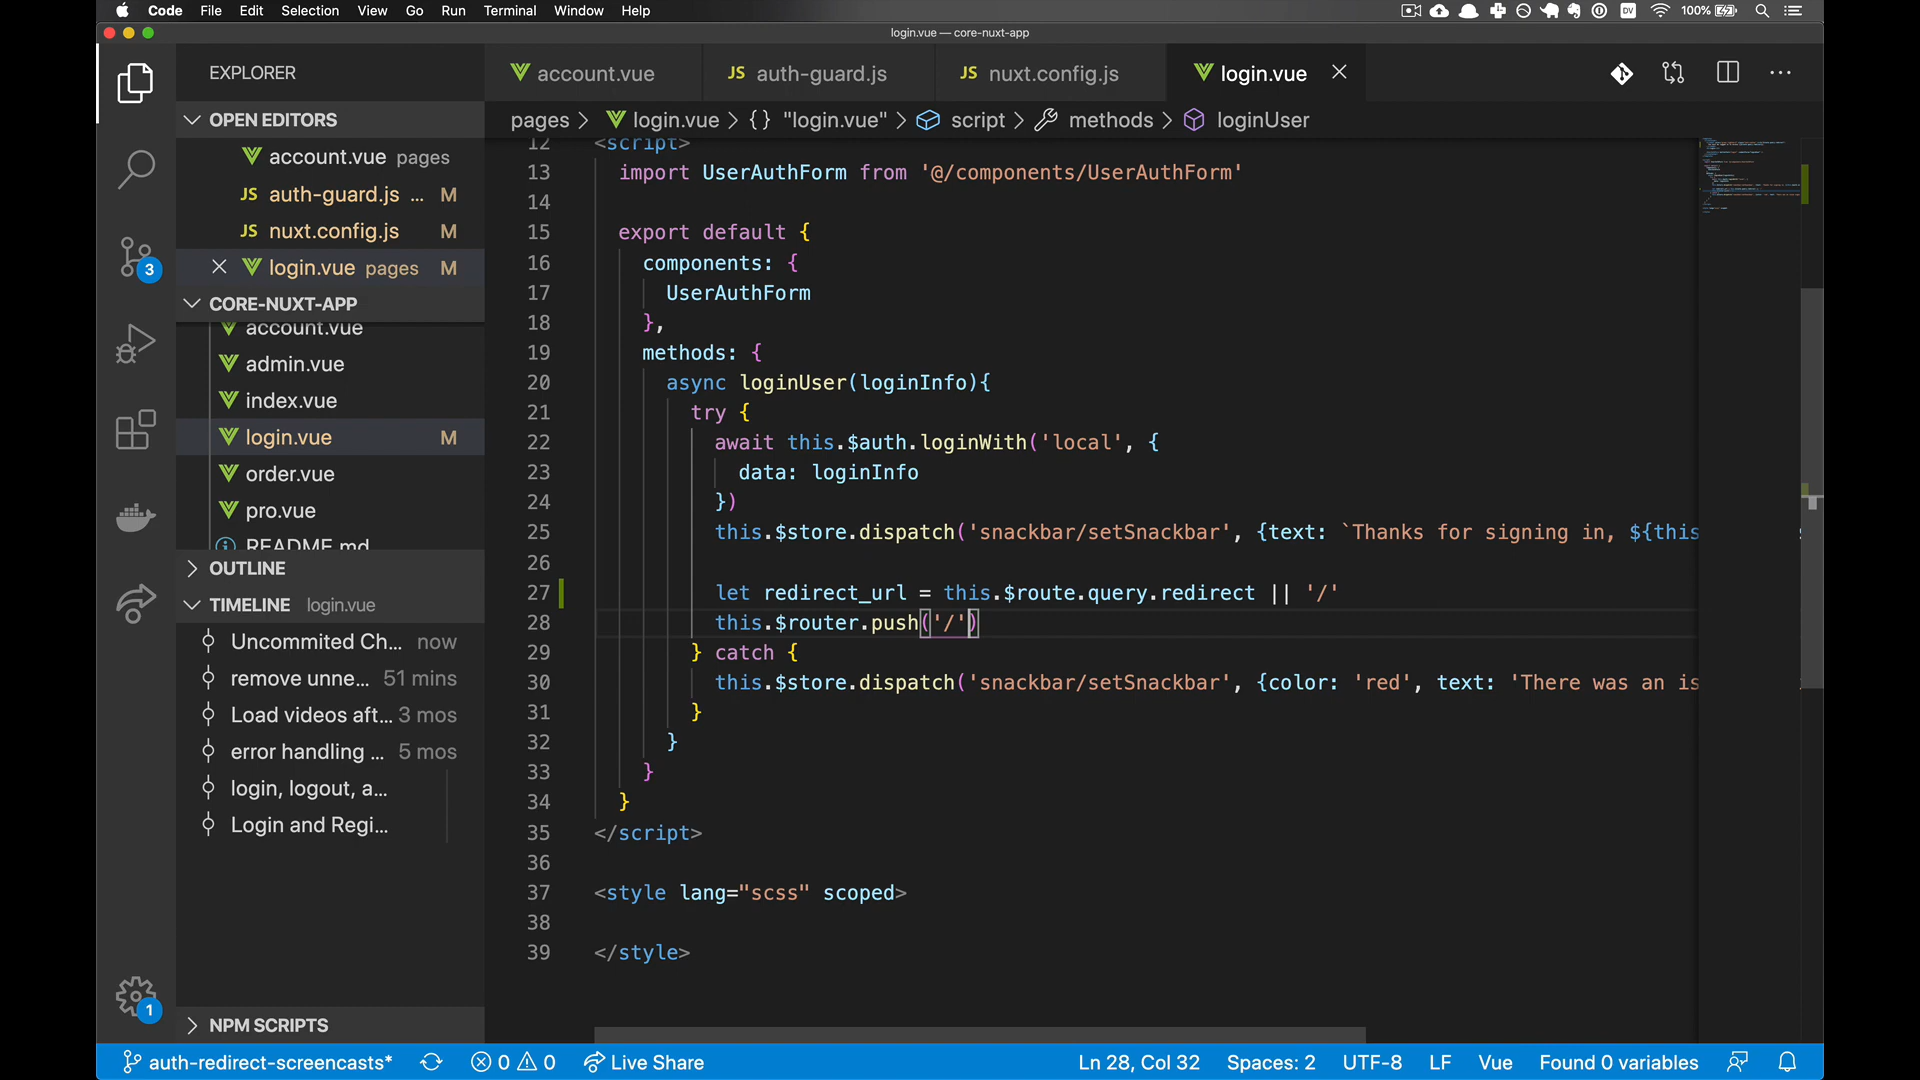 Code File Edit Selection View Go Run Terminal Window Help
DV 100%
login.vue — core-nuxt-app
EXPLORER
account.vue JS auth-guard.js JS nuxt.config.js login.vue
OPEN EDITORS
pages > login.vue > {} "login.vue" > script > methods > loginUser
account.vue pages
JS auth-guard.js ... M
JS nuxt.config.js M
login.vue pages M
3
CORE-NUXT-APP
account.vue
admin.vue
index.vue
login.vue M
order.vue
pro.vue
README.md
OUTLINE
TIMELINE login.vue
Uncommited Ch... now
remove unne... 51 mins
Load videos aft... 3 mos
error handling ... 5 mos
login, logout, a...
Login and Regi...
1
NPM SCRIPTS
12 <script>
13 import UserAuthForm from '@/components/UserAuthForm'
14
15 export default {
16 components: {
17 UserAuthForm
18 },
19 methods: {
20 async loginUser(loginInfo){
21 try {
22 await this.$auth.loginWith('local', {
23 data: loginInfo
24 })
25 this.$store.dispatch('snackbar/setSnackbar', {text: `Thanks for signing in, ${this
26
27 let redirect_url = this.$route.query.redirect || '/'
28 this.$router.push('/')
29 } catch {
30 this.$store.dispatch('snackbar/setSnackbar', {color: 'red', text: 'There was an is
31 }
32 }
33 }
34 }
35 </script>
36
37 <style lang="scss" scoped>
38
39 </style>
auth-redirect-screencasts* 0 0 Live Share Ln 28, Col 32 Spaces: 2 UTF-8 LF Vue Found 0 variables